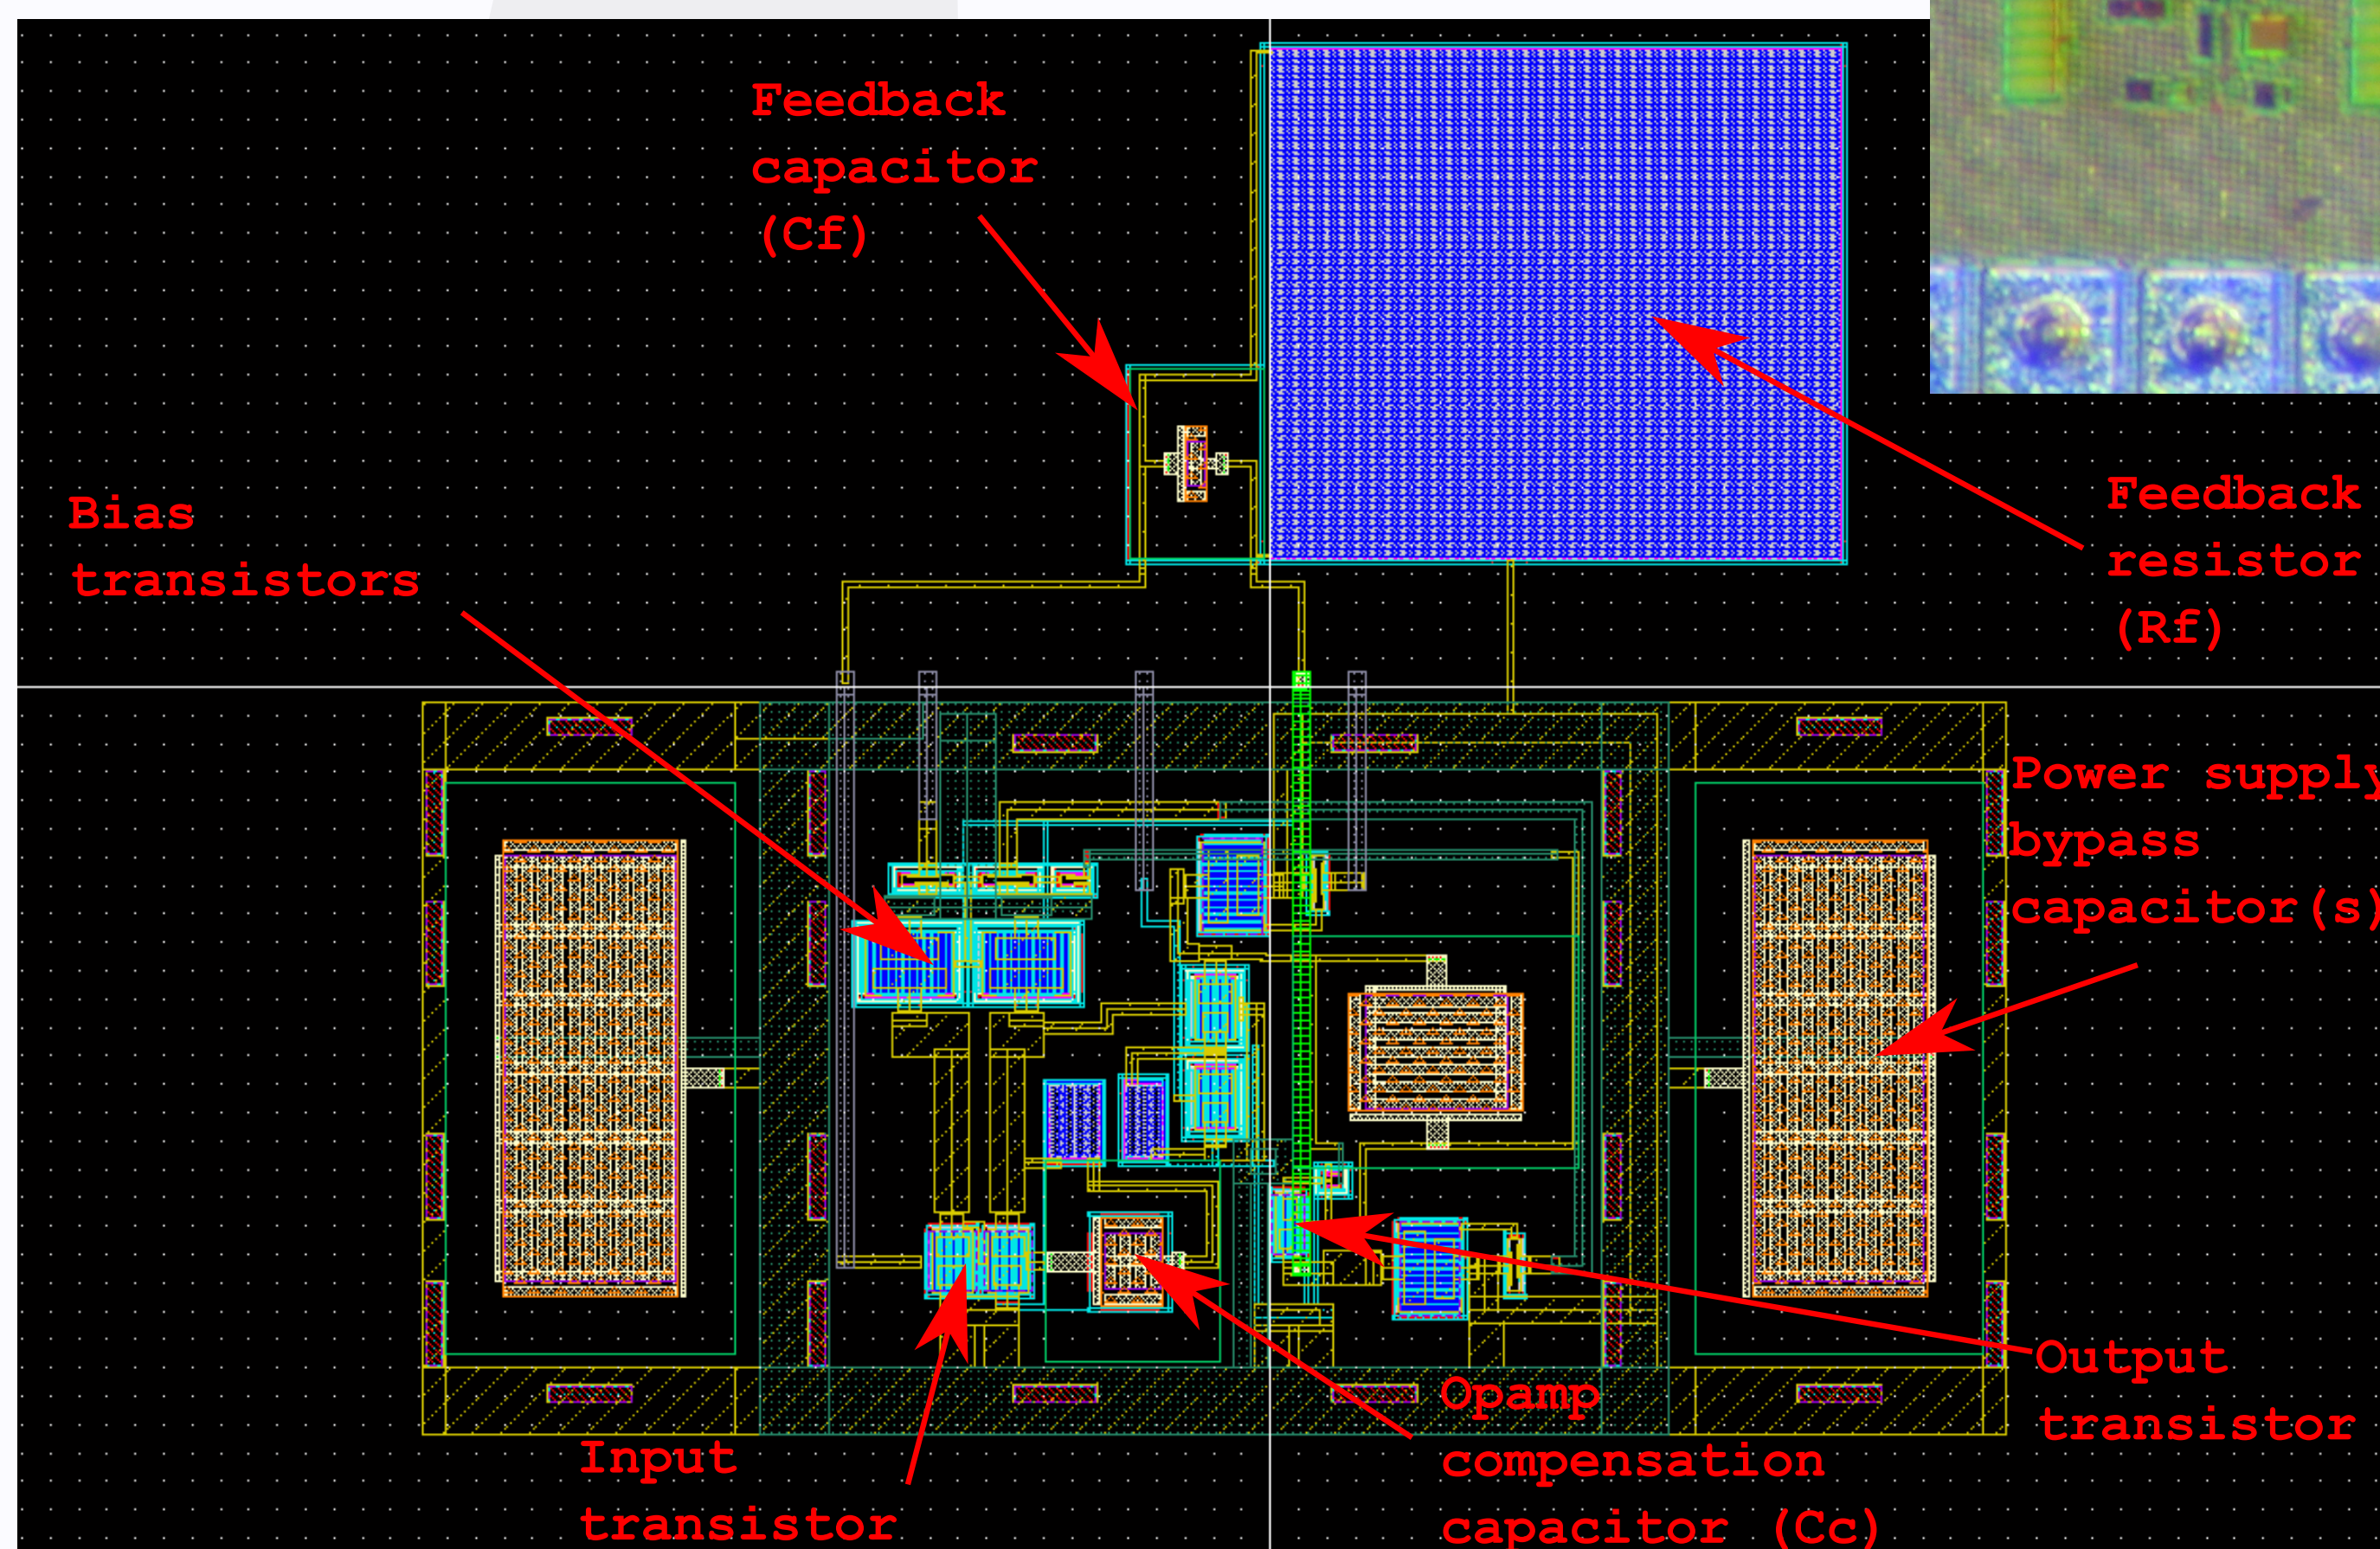 Feedback
capacitor
(Cf)
Feedback
resistor
(Rf)
Bias
transistors
Power supply
bypass
capacitor(s)
Output
transistor
Opamp
compensation
capacitor (Cc)
Input
transistor